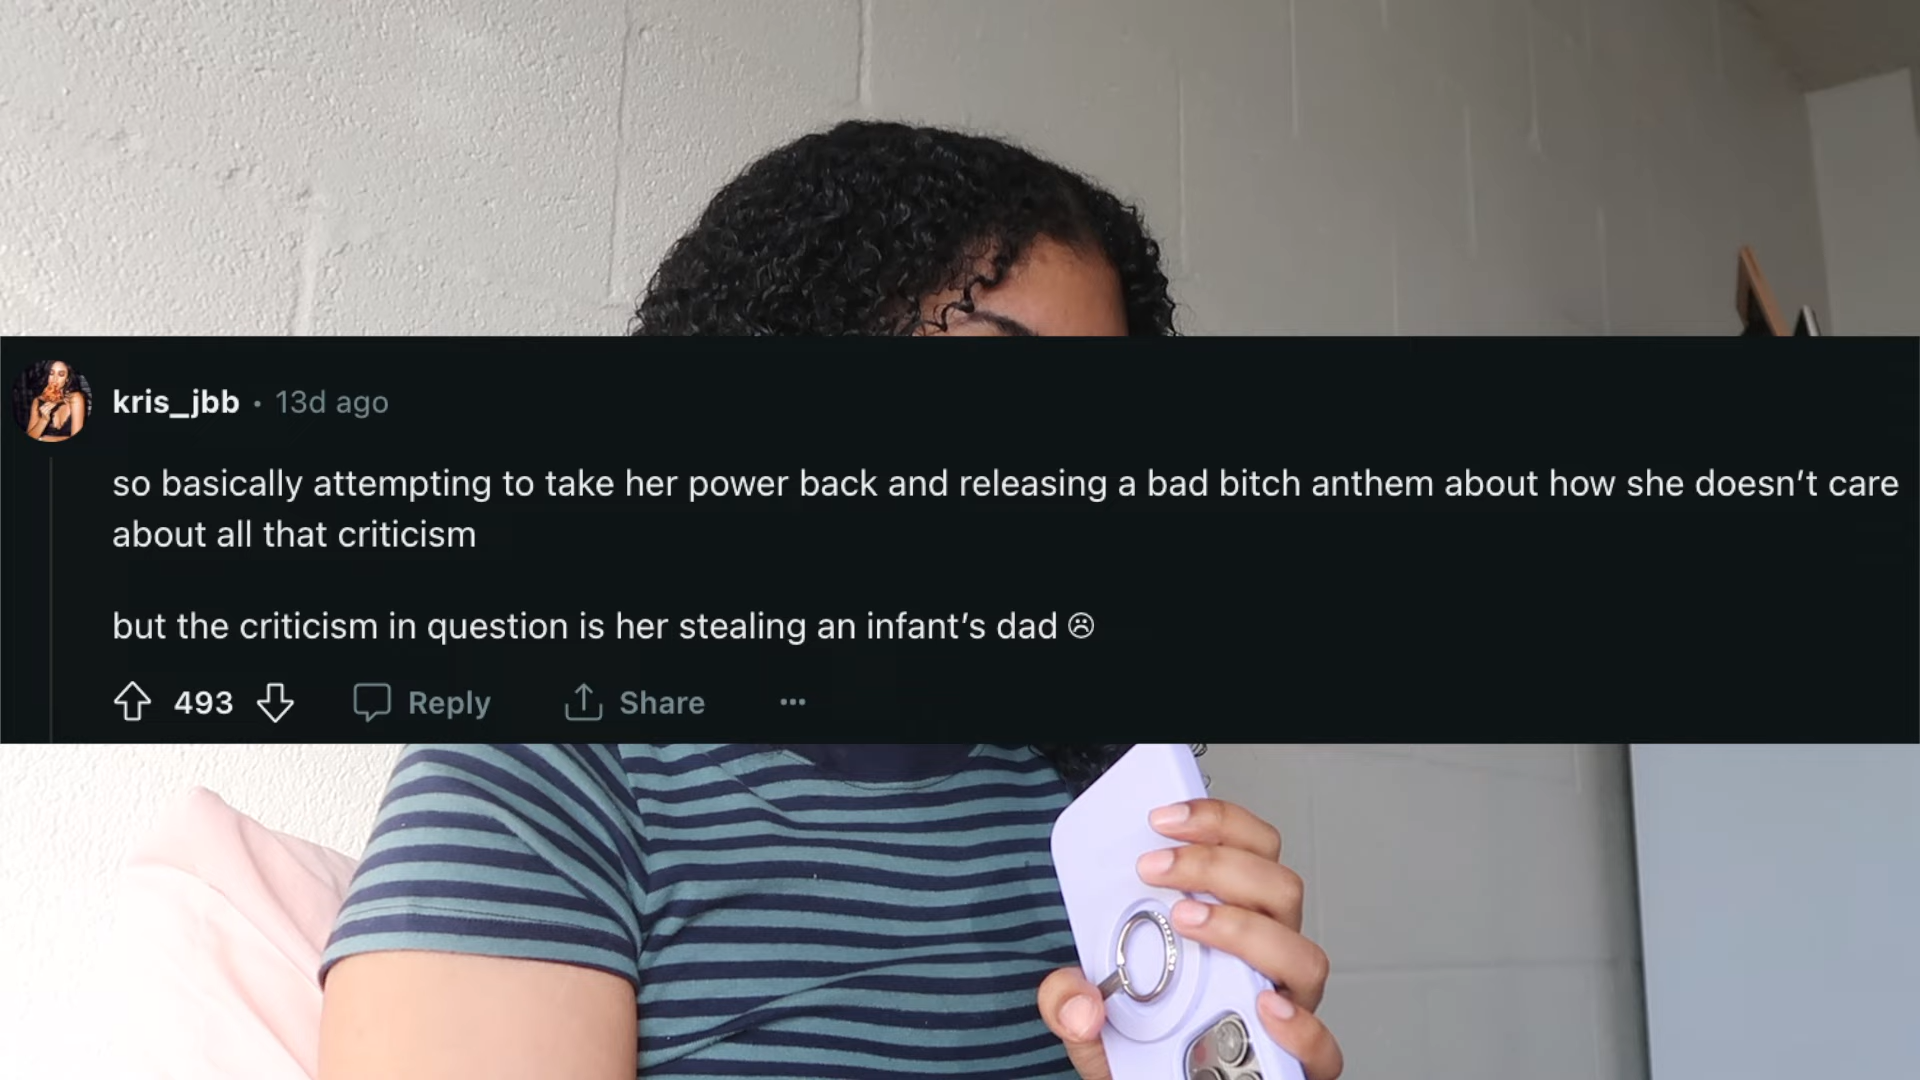 kris_jbb · 13d ago
so basically attempting to take her power back and releasing a bad bitch anthem about how she doesn’t care
about all that criticism
but the criticism in question is her stealing an infant’s dad ☹
493 Reply Share ···